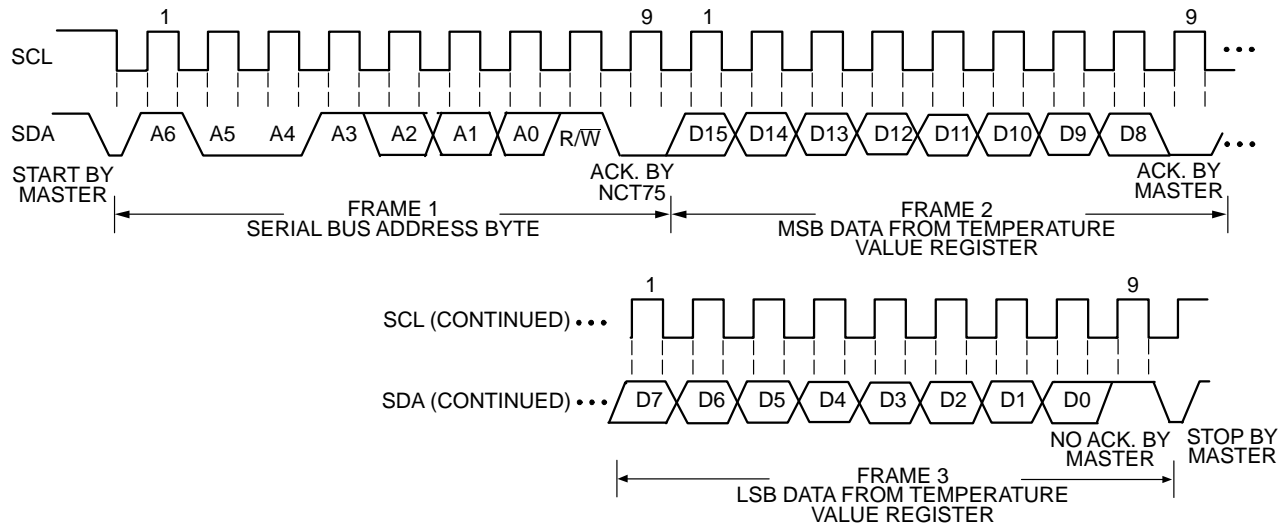 1 9 1 9
SCL
SDA A6 A5 A4 A3 A2 A1 A0 R/W̅ D15 D14 D13 D12 D11 D10 D9 D8
START BY
MASTER
ACK. BY
NCT75
ACK. BY
MASTER
FRAME 1
SERIAL BUS ADDRESS BYTE
FRAME 2
MSB DATA FROM TEMPERATURE
VALUE REGISTER
1 9
SCL (CONTINUED)
SDA (CONTINUED) D7 D6 D5 D4 D3 D2 D1 D0
NO ACK. BY
MASTER
STOP BY
MASTER
FRAME 3
LSB DATA FROM TEMPERATURE
VALUE REGISTER